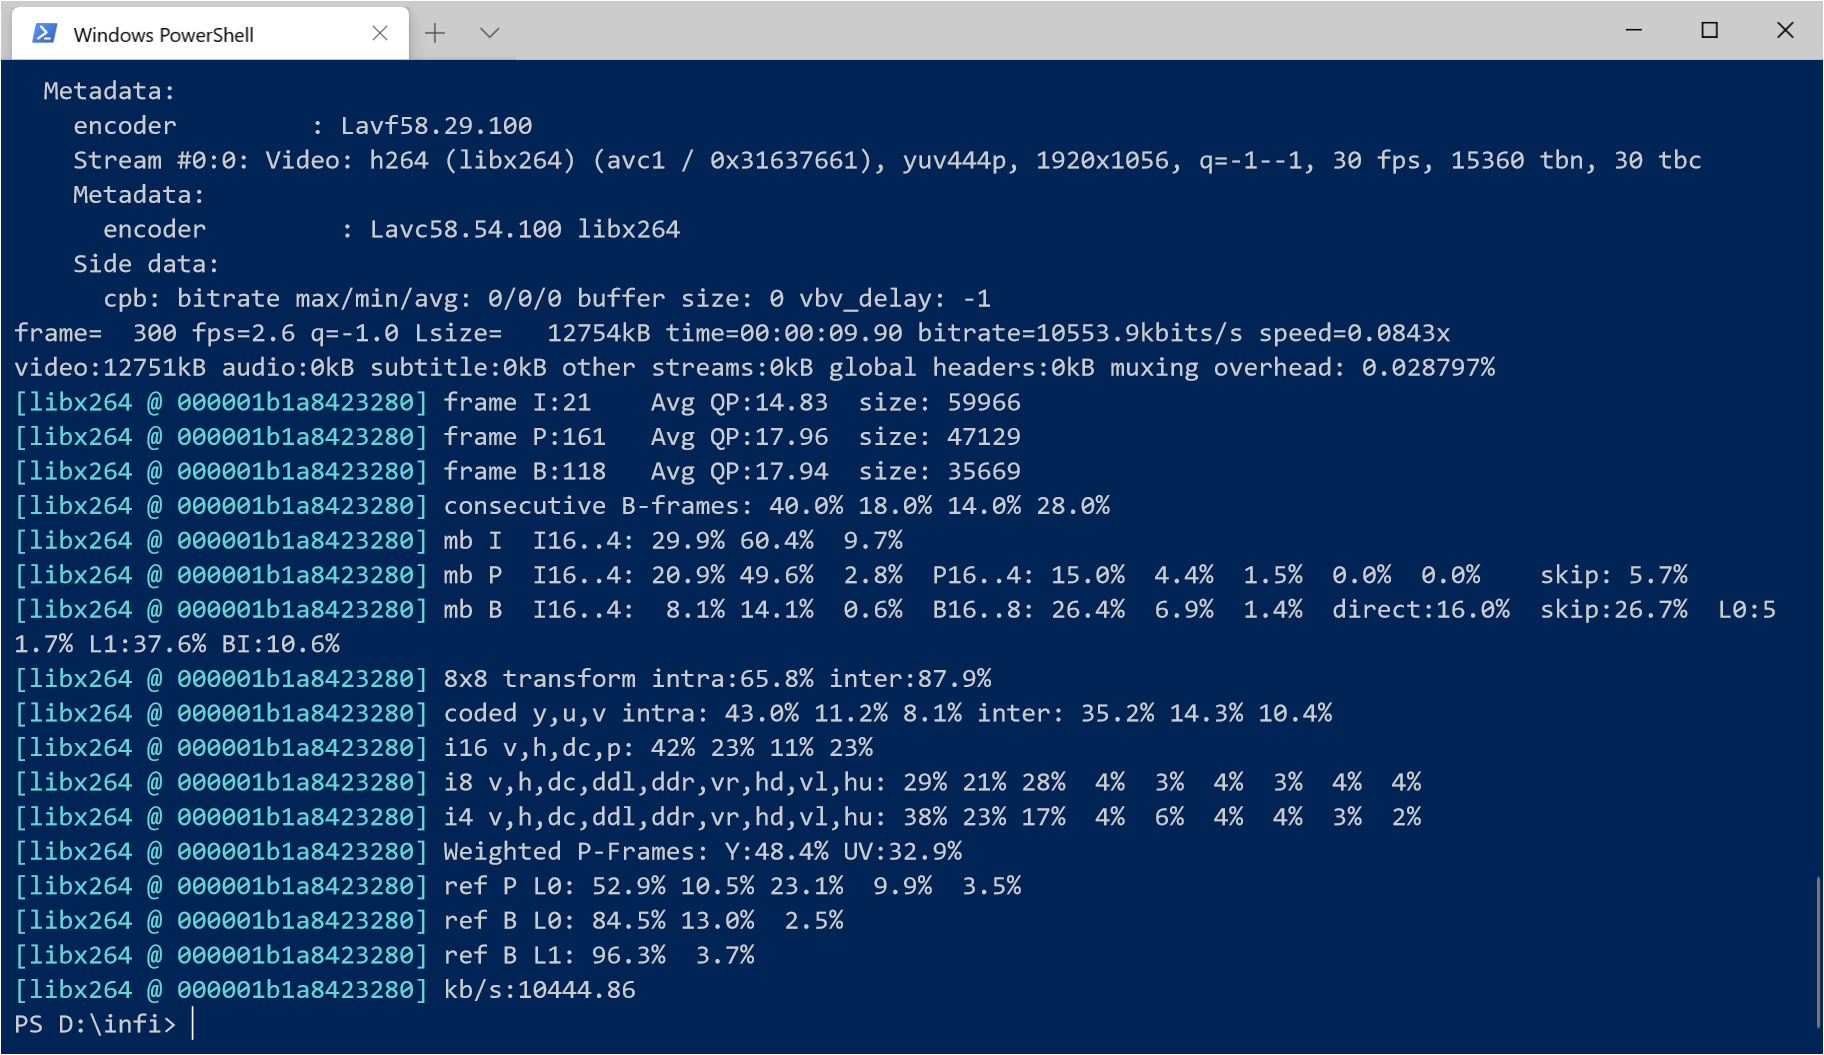 Windows PowerShell
Metadata:
encoder : Lavf58.29.100
Stream #0:0: Video: h264 (libx264) (avc1 / 0x31637661), yuv444p, 1920x1056, q=-1--1, 30 fps, 15360 tbn, 30 tbc
Metadata:
encoder : Lavc58.54.100 libx264
Side data:
cpb: bitrate max/min/avg: 0/0/0 buffer size: 0 vbv_delay: -1
frame=  300 fps=2.6 q=-1.0 Lsize=   12754kB time=00:00:09.90 bitrate=10553.9kbits/s speed=0.0843x
video:12751kB audio:0kB subtitle:0kB other streams:0kB global headers:0kB muxing overhead: 0.028797%
[libx264 @ 000001b1a8423280] frame I:21    Avg QP:14.83  size: 59966
[libx264 @ 000001b1a8423280] frame P:161   Avg QP:17.96  size: 47129
[libx264 @ 000001b1a8423280] frame B:118   Avg QP:17.94  size: 35669
[libx264 @ 000001b1a8423280] consecutive B-frames: 40.0% 18.0% 14.0% 28.0%
[libx264 @ 000001b1a8423280] mb I  I16..4: 29.9% 60.4%  9.7%
[libx264 @ 000001b1a8423280] mb P  I16..4: 20.9% 49.6%  2.8%  P16..4: 15.0%  4.4%  1.5%  0.0%  0.0%    skip: 5.7%
[libx264 @ 000001b1a8423280] mb B  I16..4:  8.1% 14.1%  0.6%  B16..8: 26.4%  6.9%  1.4%  direct:16.0%  skip:26.7%  L0:5
1.7% L1:37.6% BI:10.6%
[libx264 @ 000001b1a8423280] 8x8 transform intra:65.8% inter:87.9%
[libx264 @ 000001b1a8423280] coded y,u,v intra: 43.0% 11.2% 8.1% inter: 35.2% 14.3% 10.4%
[libx264 @ 000001b1a8423280] i16 v,h,dc,p: 42% 23% 11% 23%
[libx264 @ 000001b1a8423280] i8 v,h,dc,ddl,ddr,vr,hd,vl,hu: 29% 21% 28%  4%  3%  4%  3%  4%  4%
[libx264 @ 000001b1a8423280] i4 v,h,dc,ddl,ddr,vr,hd,vl,hu: 38% 23% 17%  4%  6%  4%  4%  3%  2%
[libx264 @ 000001b1a8423280] Weighted P-Frames: Y:48.4% UV:32.9%
[libx264 @ 000001b1a8423280] ref P L0: 52.9% 10.5% 23.1%  9.9%  3.5%
[libx264 @ 000001b1a8423280] ref B L0: 84.5% 13.0%  2.5%
[libx264 @ 000001b1a8423280] ref B L1: 96.3%  3.7%
[libx264 @ 000001b1a8423280] kb/s:10444.86
PS D:\infi>